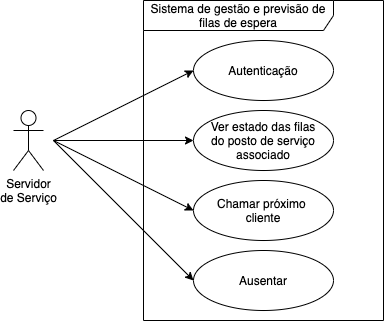 Sistema de gestão e previsão de
filas de espera
Autenticação
Ver estado das filas
do posto de serviço
associado
Servidor
de Serviço
Chamar próximo
cliente
Ausentar